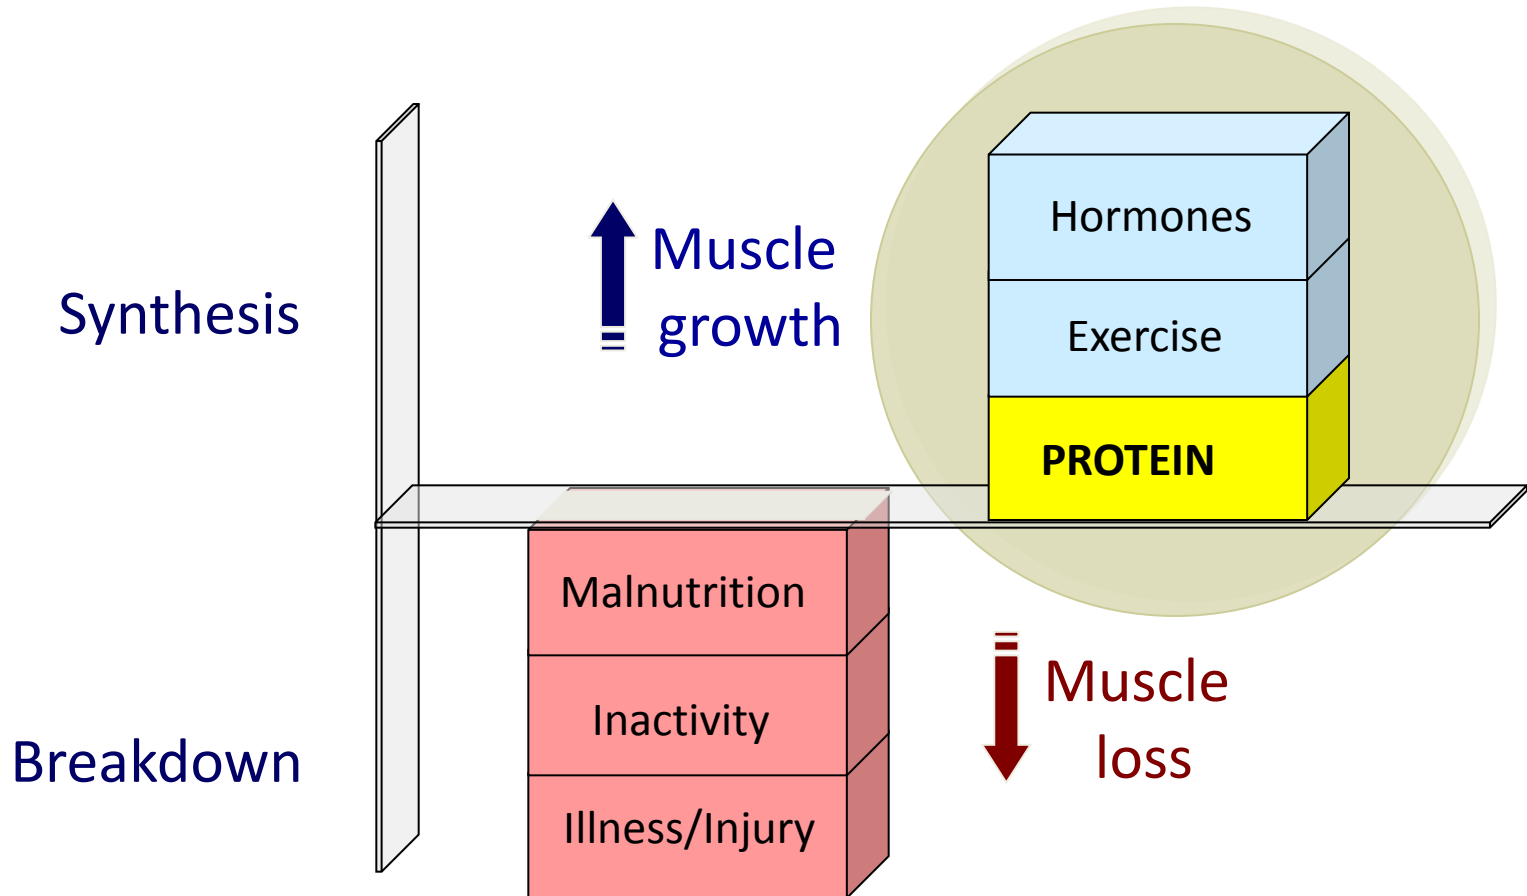 Synthesis
Muscle
growth
Hormones
Exercise
PROTEIN
Breakdown
Malnutrition
Inactivity
Illness/Injury
Muscle
loss